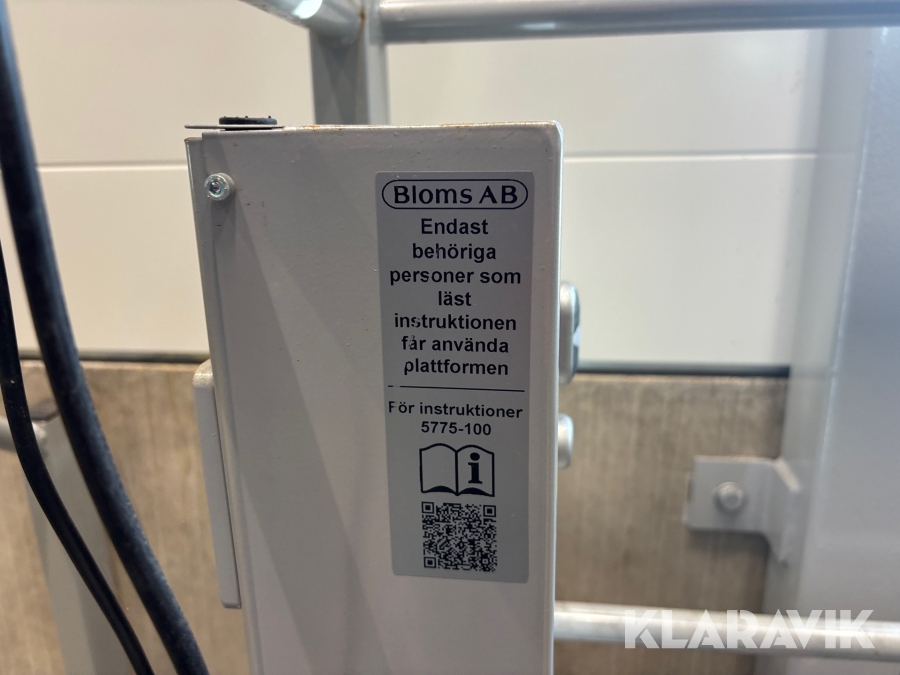 Bloms AB
Endast
behöriga
personer som
läst
instruktionen
får använda
plattformen
För instruktioner
5775-100
i
KLARAVIK